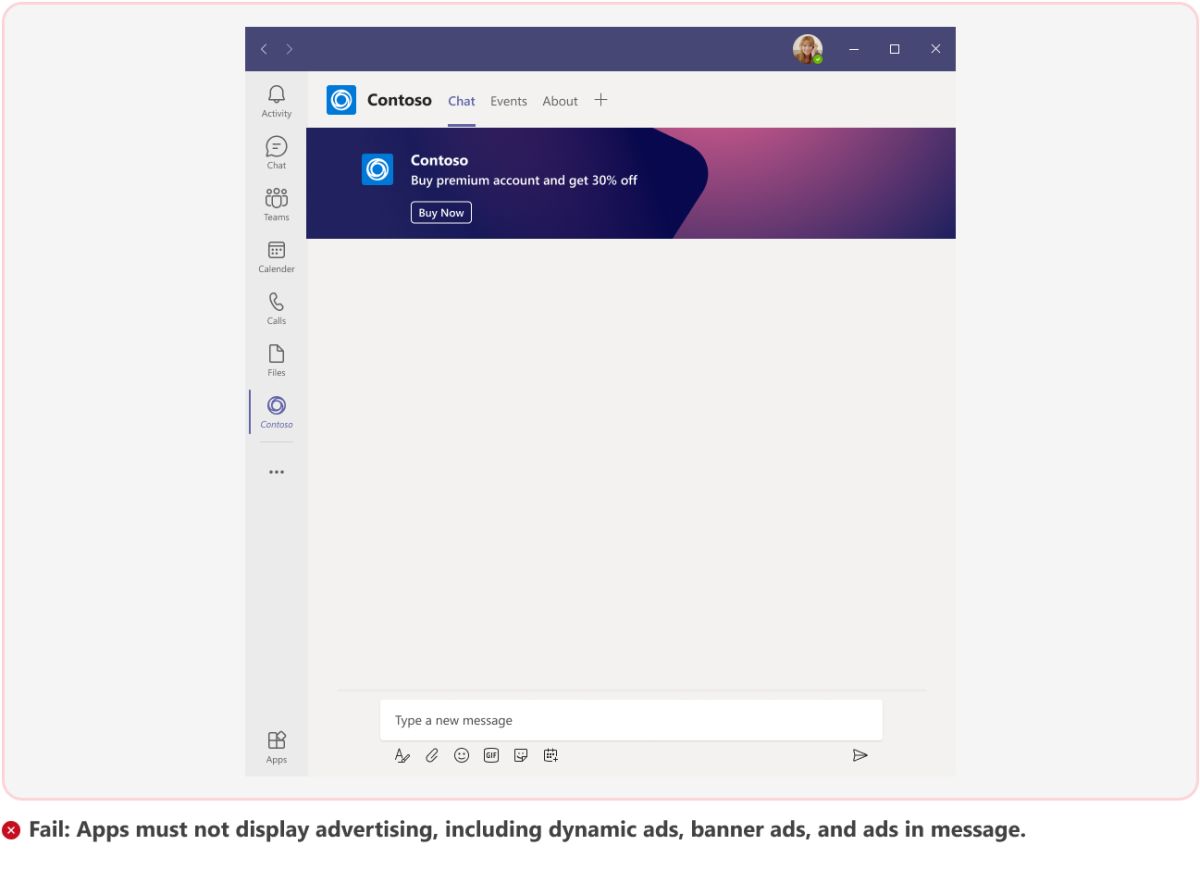 Activity
Chat
Teams
Calender
Calls
Files
Contoso
Apps
Contoso Chat Events About
Contoso
Buy premium account and get 30% off
Buy Now
Type a new message
GIF
Fail: Apps must not display advertising, including dynamic ads, banner ads, and ads in message.